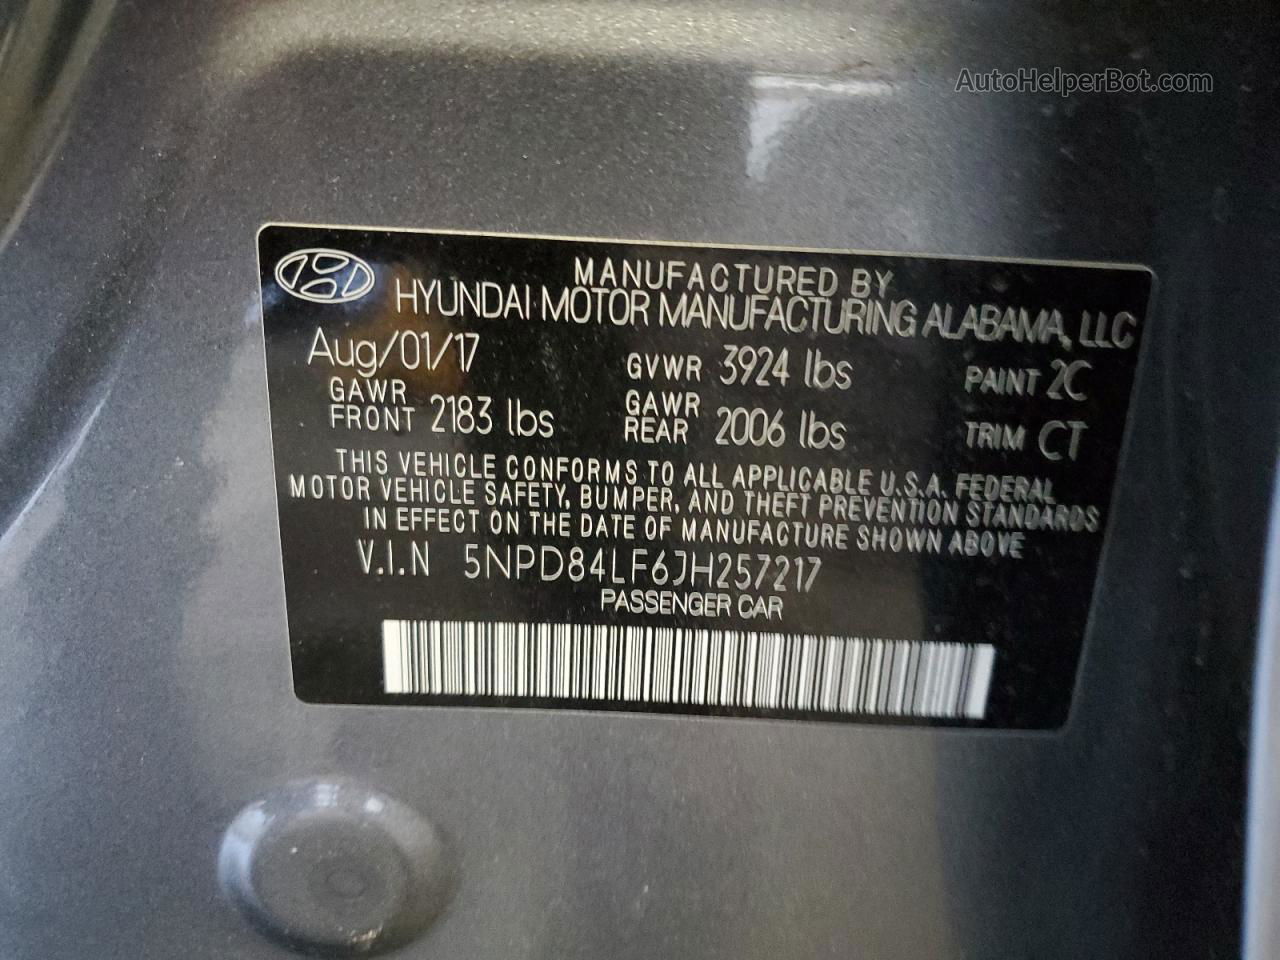 AutoHelperBot.com
MANUFACTURED BY
HYUNDAI MOTOR MANUFACTURING ALABAMA, LLC
Aug/01/17 GVWR 3924 lbs PAINT 2C
GAWR FRONT 2183 lbs GAWR REAR 2006 lbs TRIM CT
THIS VEHICLE CONFORMS TO ALL APPLICABLE U.S.A. FEDERAL
MOTOR VEHICLE SAFETY, BUMPER, AND THEFT PREVENTION STANDARDS
IN EFFECT ON THE DATE OF MANUFACTURE SHOWN ABOVE
V.I.N 5NPD84LF6JH257217
PASSENGER CAR